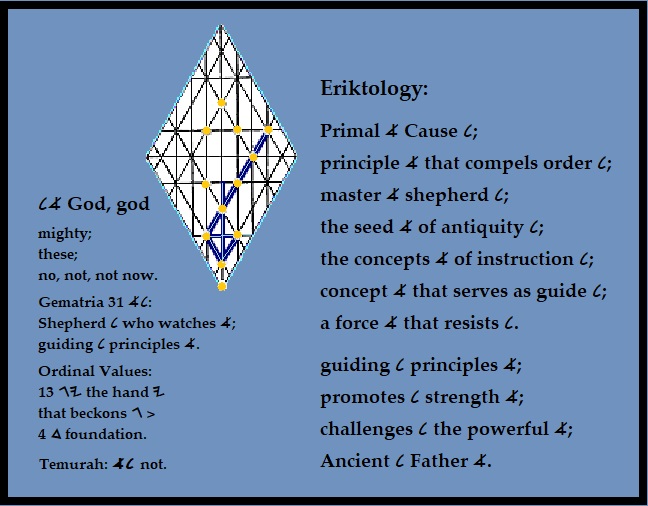 𐤀𐤋 God, god
mighty;
these;
no, not, not now.
Gematria 31 𐤋𐤀:
Shepherd 𐤋 who watches 𐤀;
guiding 𐤋 principles 𐤀.
Ordinal Values:
13 𐤉𐤂 the hand 𐤉
that beckons 𐤂 >
4 𐤃 foundation.
Temurah: 𐤋𐤀 not.
Eriktology:
Primal 𐤀 Cause 𐤋;
principle 𐤀 that compels order 𐤋;
master 𐤀 shepherd 𐤋;
the seed 𐤀 of antiquity 𐤋;
the concepts 𐤀 of instruction 𐤋;
concept 𐤀 that serves as guide 𐤋;
a force 𐤀 that resists 𐤋.
guiding 𐤋 principles 𐤀;
promotes 𐤋 strength 𐤀;
challenges 𐤋 the powerful 𐤀;
Ancient 𐤋 Father 𐤀.